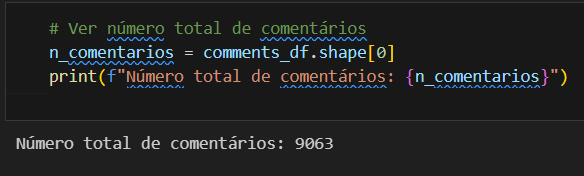 # Ver número total de comentários
n_comentarios = comments_df.shape[0]
print(f"Número total de comentários: {n_comentarios}")
Número total de comentários: 9063